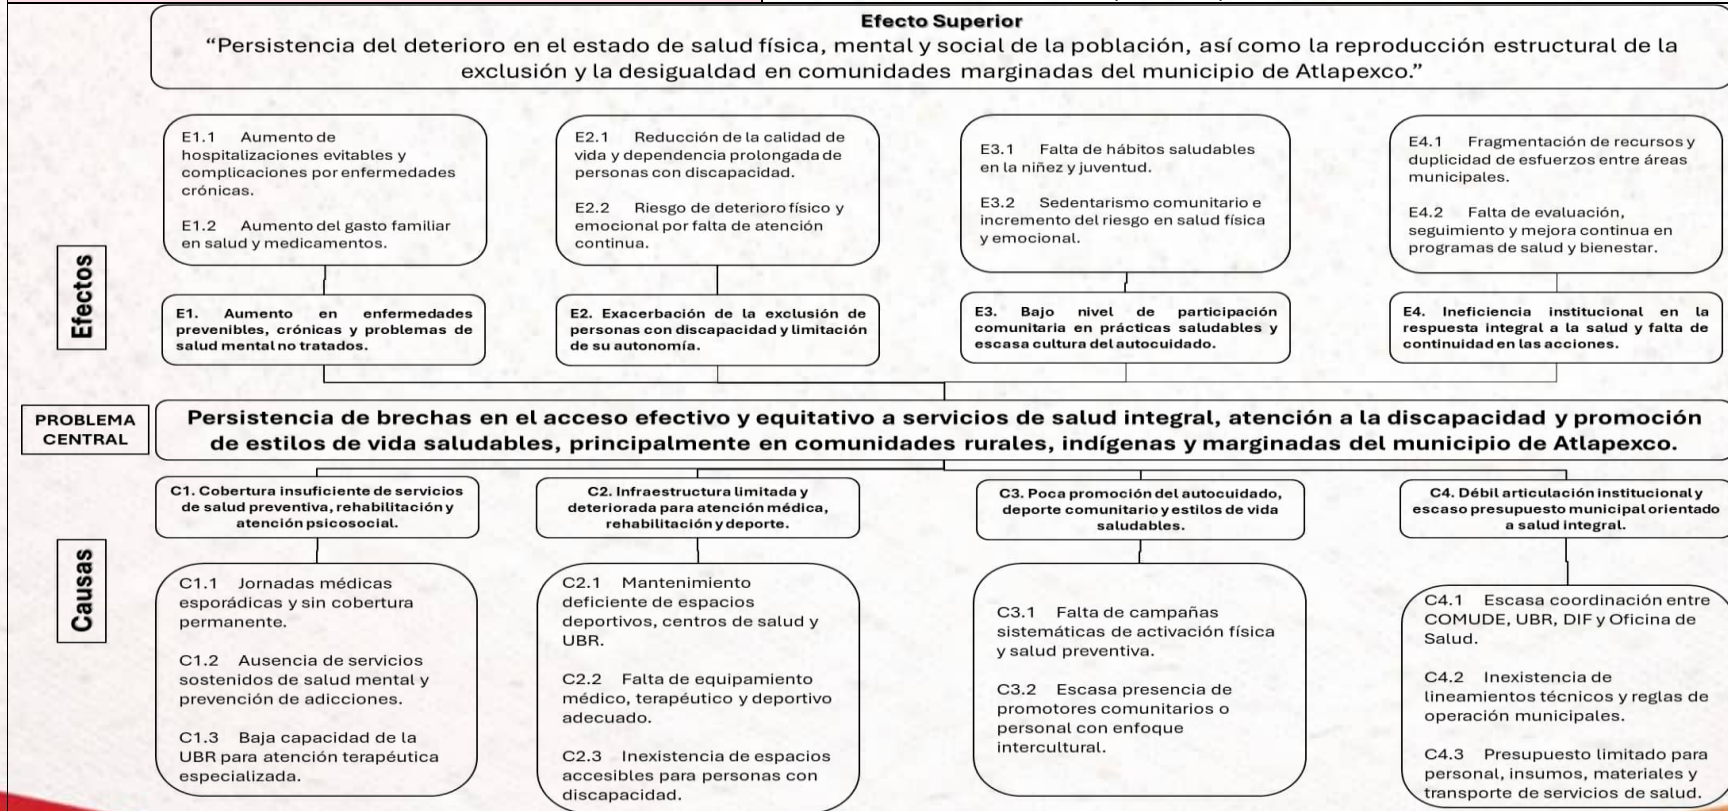 Efecto Superior
“Persistencia del deterioro en el estado de salud física, mental y social de la población, así como la reproducción estructural de la
exclusión y la desigualdad en comunidades marginadas del municipio de Atlapexco.”
E1.1 Aumento de
hospitalizaciones evitables y
complicaciones por enfermedades
crónicas.
E1.2 Aumento del gasto familiar
en salud y medicamentos.
E2.1 Reducción de la calidad de
vida y dependencia prolongada de
personas con discapacidad.
E2.2 Riesgo de deterioro físico y
emocional por falta de atención
continua.
E3.1 Falta de hábitos saludables
en la niñez y juventud.
E3.2 Sedentarismo comunitario e
incremento del riesgo en salud física
y emocional.
E4.1 Fragmentación de recursos y
duplicidad de esfuerzos entre áreas
municipales.
E4.2 Falta de evaluación,
seguimiento y mejora continua en
programas de salud y bienestar.
Efectos
E1. Aumento en enfermedades
prevenibles, crónicas y problemas de
salud mental no tratados.
E2. Exacerbación de la exclusión de
personas con discapacidad y limitación
de su autonomía.
E3. Bajo nivel de participación
comunitaria en prácticas saludables y
escasa cultura del autocuidado.
E4. Ineficiencia institucional en la
respuesta integral a la salud y falta de
continuidad en las acciones.
PROBLEMA
CENTRAL
Persistencia de brechas en el acceso efectivo y equitativo a servicios de salud integral, atención a la discapacidad y promoción
de estilos de vida saludables, principalmente en comunidades rurales, indígenas y marginadas del municipio de Atlapexco.
C1. Cobertura insuficiente de servicios
de salud preventiva, rehabilitación y
atención psicosocial.
C2. Infraestructura limitada y
deteriorada para atención médica,
rehabilitación y deporte.
C3. Poca promoción del autocuidado,
deporte comunitario y estilos de vida
saludables.
C4. Débil articulación institucional y
escaso presupuesto municipal orientado
a salud integral.
Causas
C1.1 Jornadas médicas
esporádicas y sin cobertura
permanente.
C1.2 Ausencia de servicios
sostenidos de salud mental y
prevención de adicciones.
C1.3 Baja capacidad de la
UBR para atención terapéutica
especializada.
C2.1 Mantenimiento
deficiente de espacios
deportivos, centros de salud y
UBR.
C2.2 Falta de equipamiento
médico, terapéutico y deportivo
adecuado.
C2.3 Inexistencia de espacios
accesibles para personas con
discapacidad.
C3.1 Falta de campañas
sistemáticas de activación física
y salud preventiva.
C3.2 Escasa presencia de
promotores comunitarios o
personal con enfoque
intercultural.
C4.1 Escasa coordinación entre
COMUDE, UBR, DIF y Oficina de
Salud.
C4.2 Inexistencia de
lineamientos técnicos y reglas de
operación municipales.
C4.3 Presupuesto limitado para
personal, insumos, materiales y
transporte de servicios de salud.